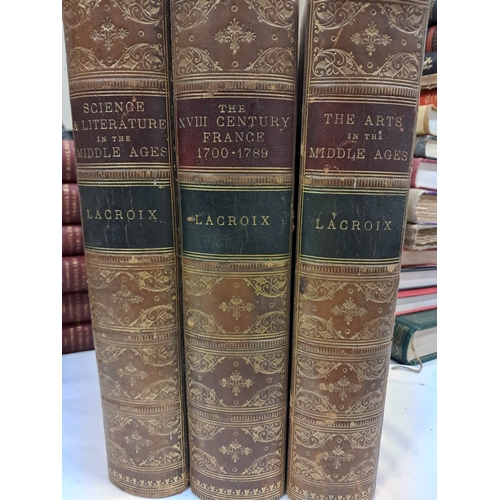 SCIENCE
& LITERATURE
IN THE
MIDDLE AGES
LACROIX
THE
XVIII CENTURY
FRANCE
1700-1789
LACROIX
THE ARTS
IN THE
MIDDLE AGES
LACROIX